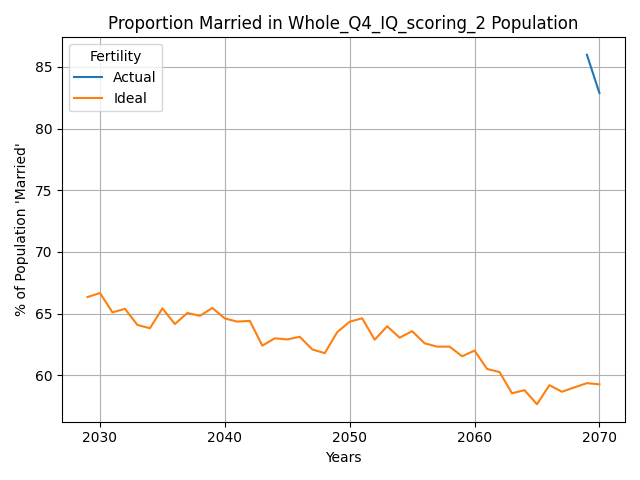 Proportion Married in Whole_Q4_IQ_scoring_2 Population
Fertility
Actual
Ideal
% of Population 'Married'
85
80
75
70
65
60
2030
2040
2050
2060
2070
Years